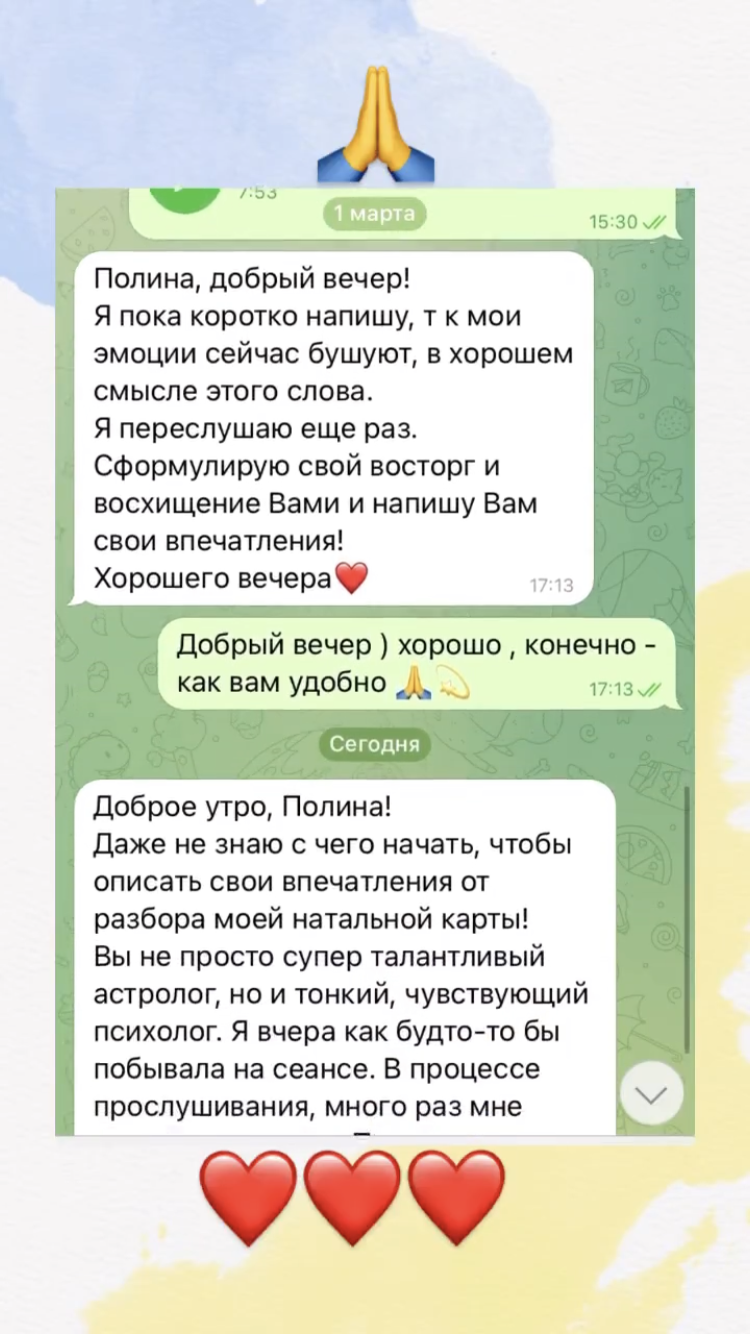 7:53
1 марта
15:30
Полина, добрый вечер!
Я пока коротко напишу, т к мои
эмоции сейчас бушуют, в хорошем
смысле этого слова.
Я переслушаю еще раз.
Сформулирую свой восторг и
восхищение Вами и напишу Вам
свои впечатления!
Хорошего вечера❤️
17:13
Добрый вечер ) хорошо , конечно -
как вам удобно 🙏💫
17:13
Сегодня
Доброе утро, Полина!
Даже не знаю с чего начать, чтобы
описать свои впечатления от
разбора моей натальной карты!
Вы не просто супер талантливый
астролог, но и тонкий, чувствующий
психолог. Я вчера как будто-то бы
побывала на сеансе. В процессе
прослушивания, много раз мне